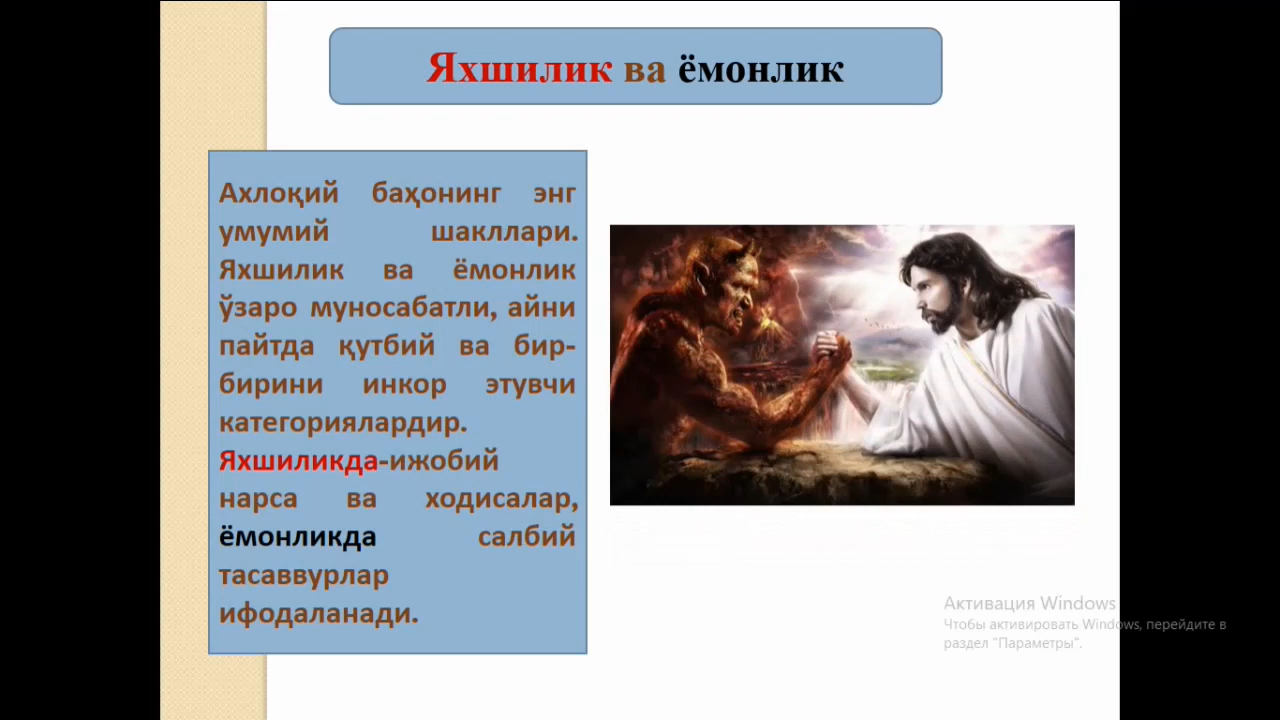 Яхшилик ва ёмонлик
Ахлоқий баҳонинг энг
умумий шакллари.
Яхшилик ва ёмонлик
ўзаро муносабатли, айни
пайтда қутбий ва бир-
бирини инкор этувчи
категориялардир.
Яхшиликда-ижобий
нарса ва ходисалар,
ёмонликда салбий
тасаввурлар
ифодаланади.
Активация Windows
Чтобы активировать Windows, перейдите в
раздел "Параметры".